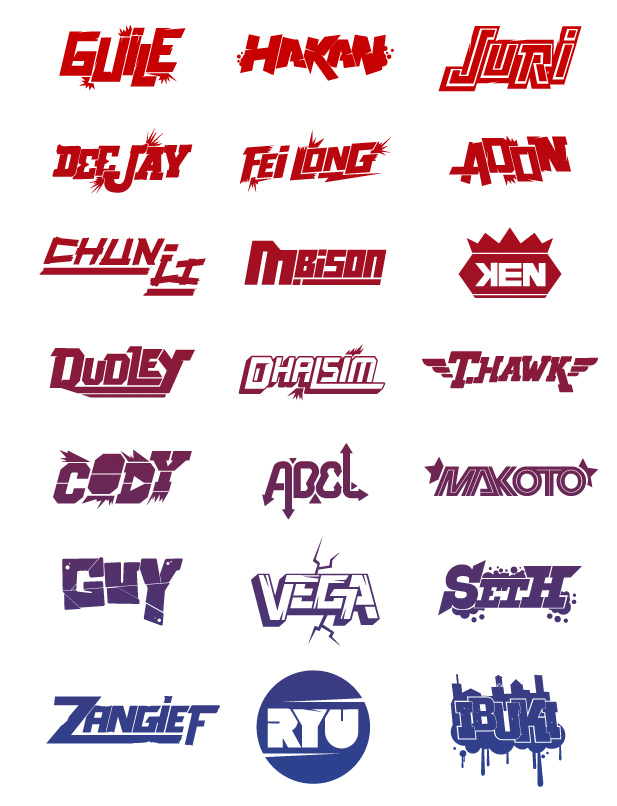 GUILE
HAKAN
JURI
DEEJAY
FEI LONG
ADON
CHUN-LI
M.BISON
KEN
DUDLEY
DHALSIM
T.HAWK
CODY
ABEL
MAKOTO
GUY
VEGA
SETH
ZANGIEF
RYU
IBUKI